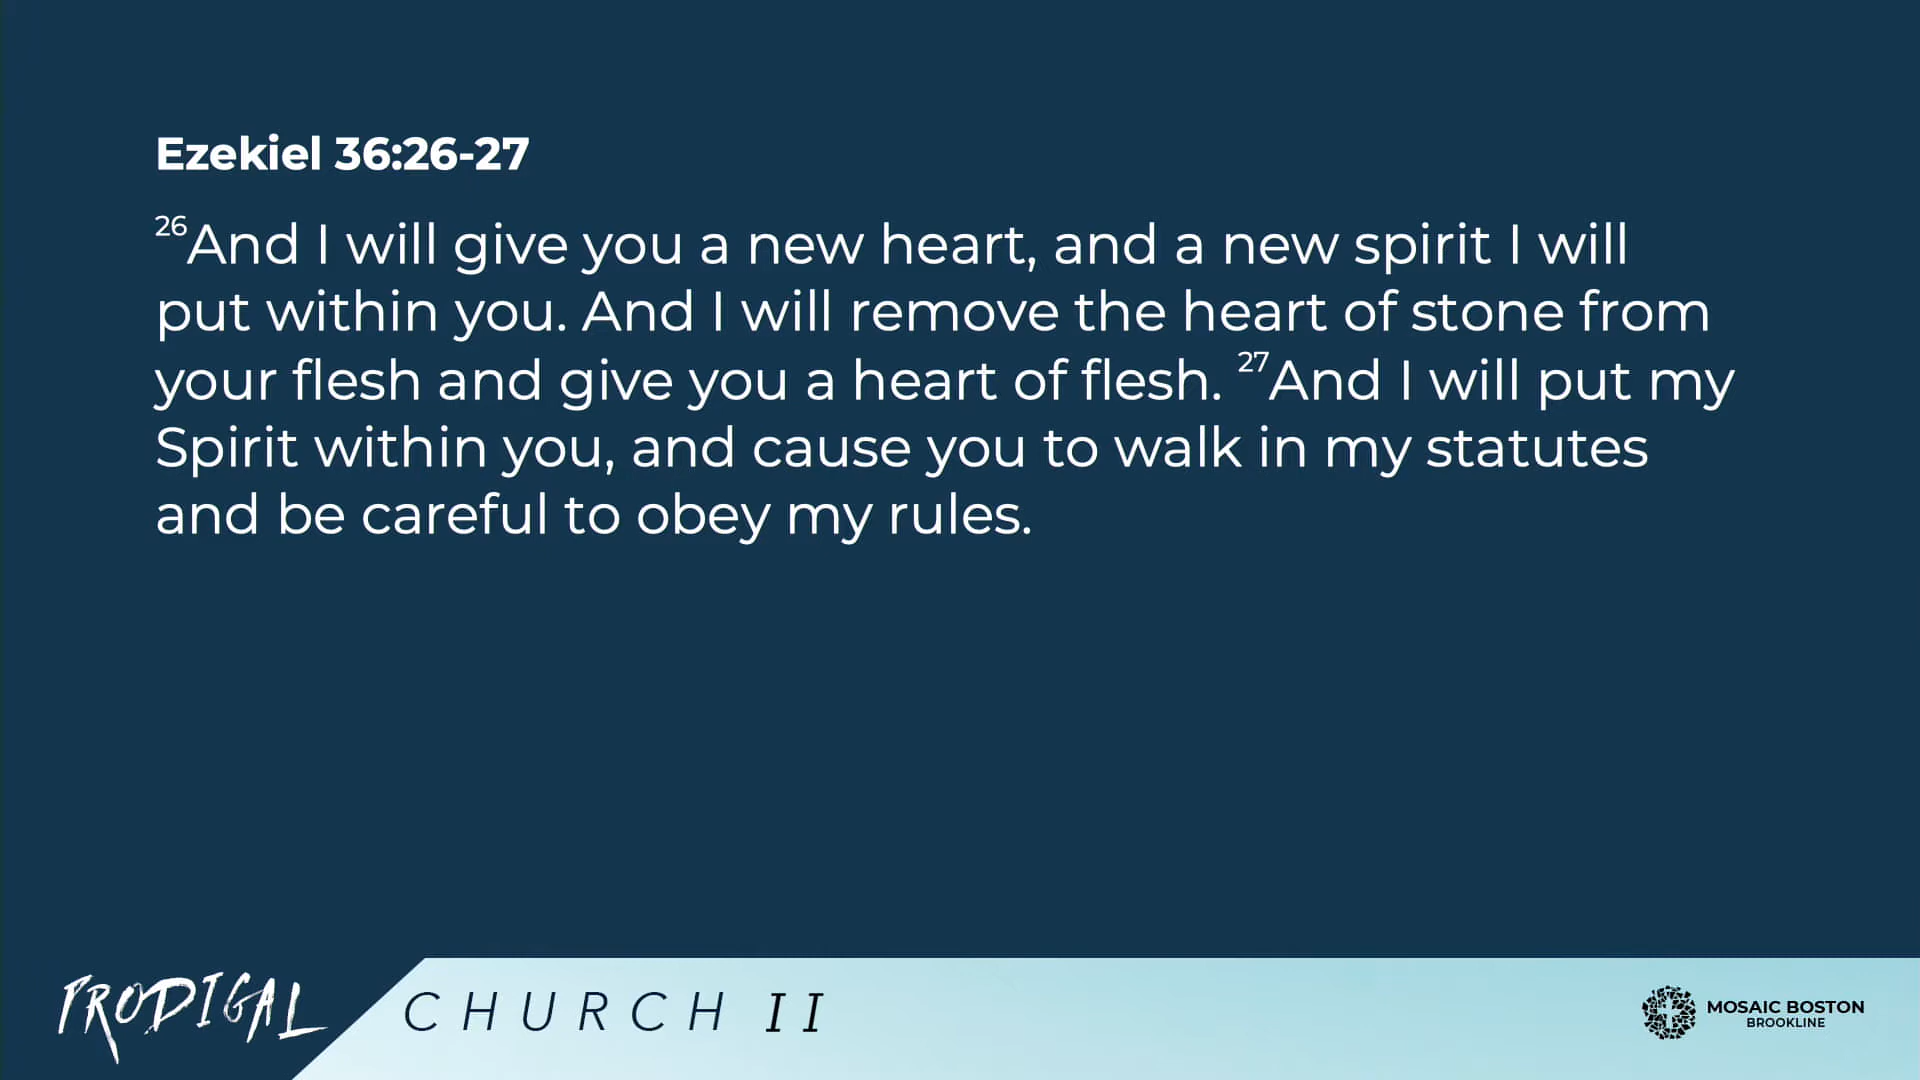 Ezekiel 36:26-27
26And I will give you a new heart, and a new spirit I will
put within you. And I will remove the heart of stone from
your flesh and give you a heart of flesh. 27And I will put my
Spirit within you, and cause you to walk in my statutes
and be careful to obey my rules.
PRODIGAL CHURCH II
MOSAIC BOSTON
BROOKLINE